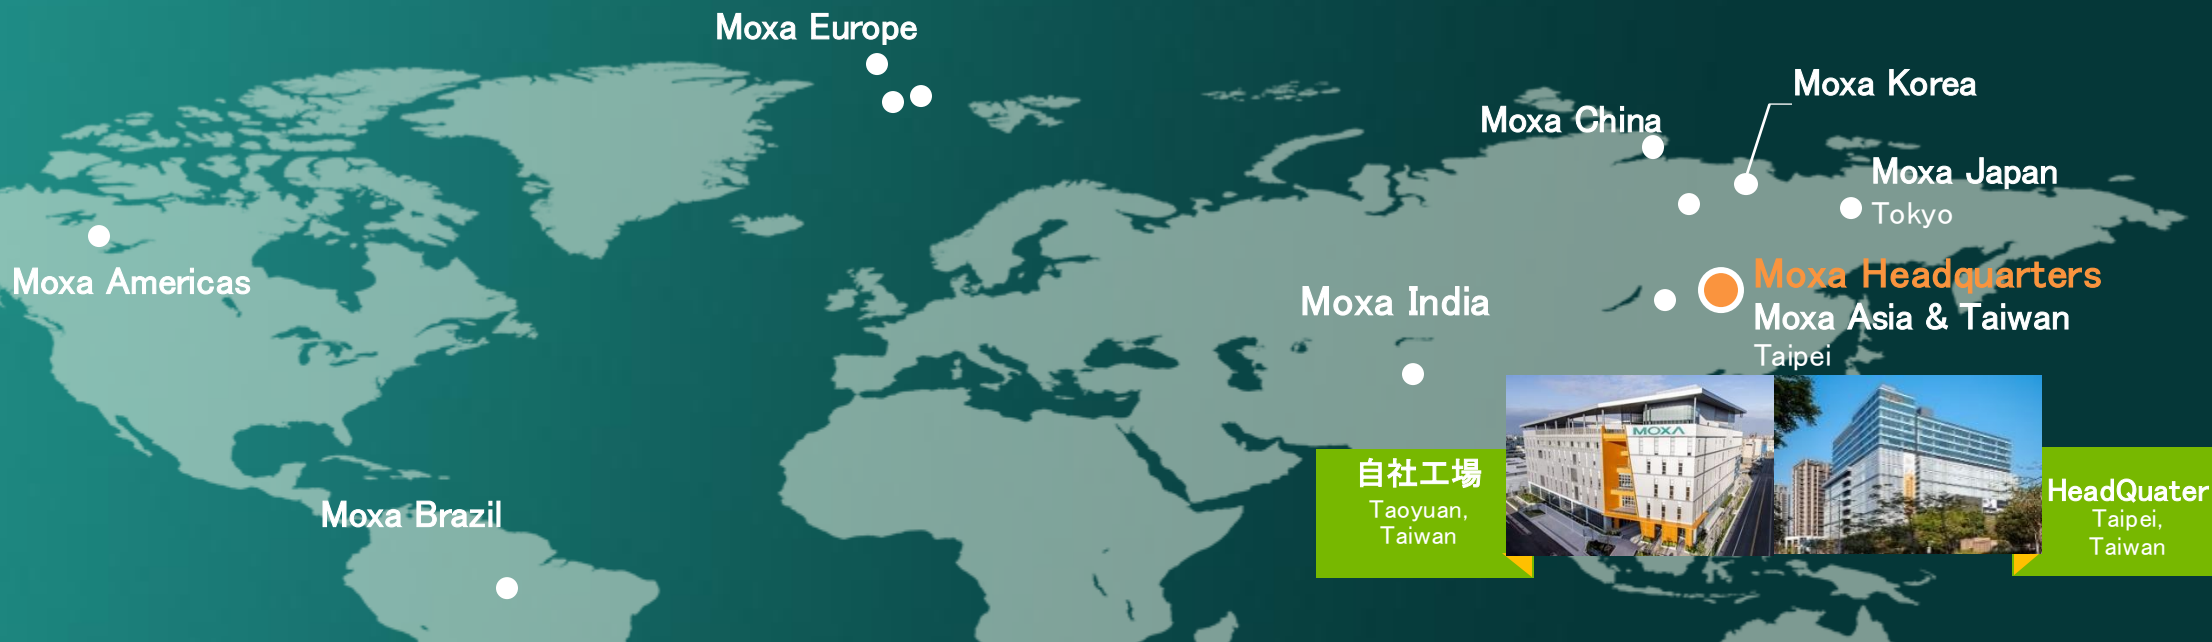 Moxa Europe
Moxa Korea
Moxa China
Moxa Japan
Tokyo
Moxa Americas
Moxa Headquarters
Moxa India
Moxa Asia & Taiwan
Taipei
MOXA
自社工場
Taoyuan,
Taiwan
HeadQuater
Taipei,
Taiwan
Moxa Brazil